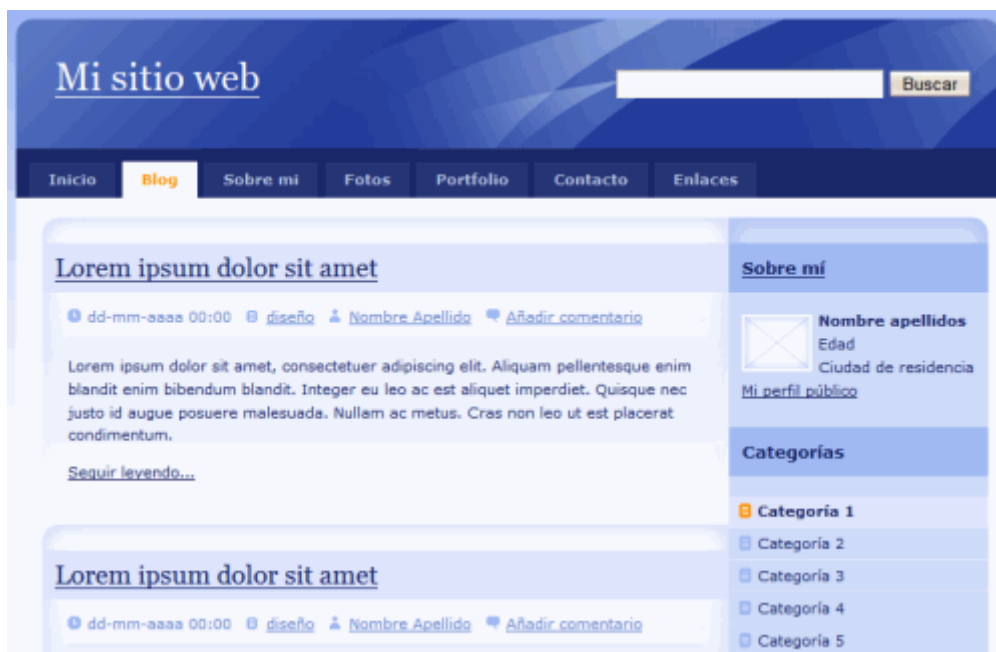 Mi sitio web
Buscar
Inicio Blog Sobre mi Fotos Portfolio Contacto Enlaces
Lorem ipsum dolor sit amet
dd-mm-aaaa 00:00 diseño Nombre Apellido Añadir comentario
Lorem ipsum dolor sit amet, consectetuer adipiscing elit. Aliquam pellentesque enim
blandit enim bibendum blandit. Integer eu leo ac est aliquet imperdiet. Quisque nec
justo id augue posuere malesuada. Nullam ac metus. Cras non leo ut est placerat
condimentum.
Seguir leyendo...
Lorem ipsum dolor sit amet
dd-mm-aaaa 00:00 diseño Nombre Apellido Añadir comentario
Sobre mí
Nombre apellidos
Edad
Ciudad de residencia
Mi perfil público
Categorías
Categoría 1
Categoría 2
Categoría 3
Categoría 4
Categoría 5